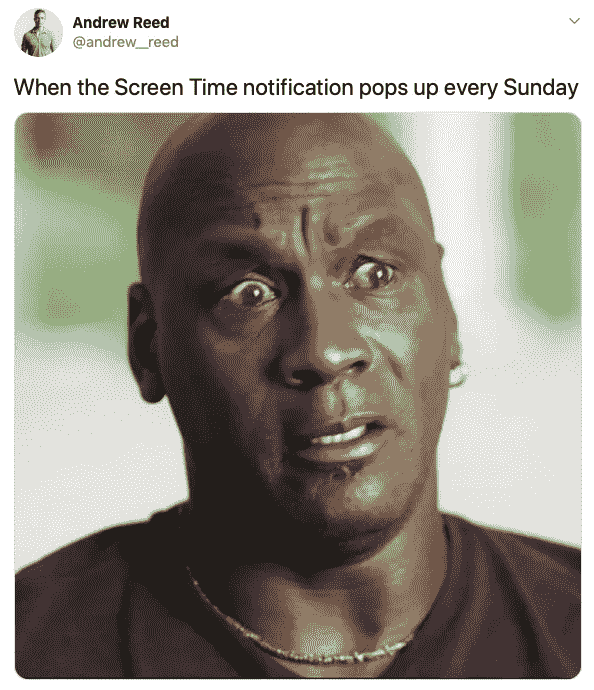 Andrew Reed
@andrew__reed
When the Screen Time notification pops up every Sunday